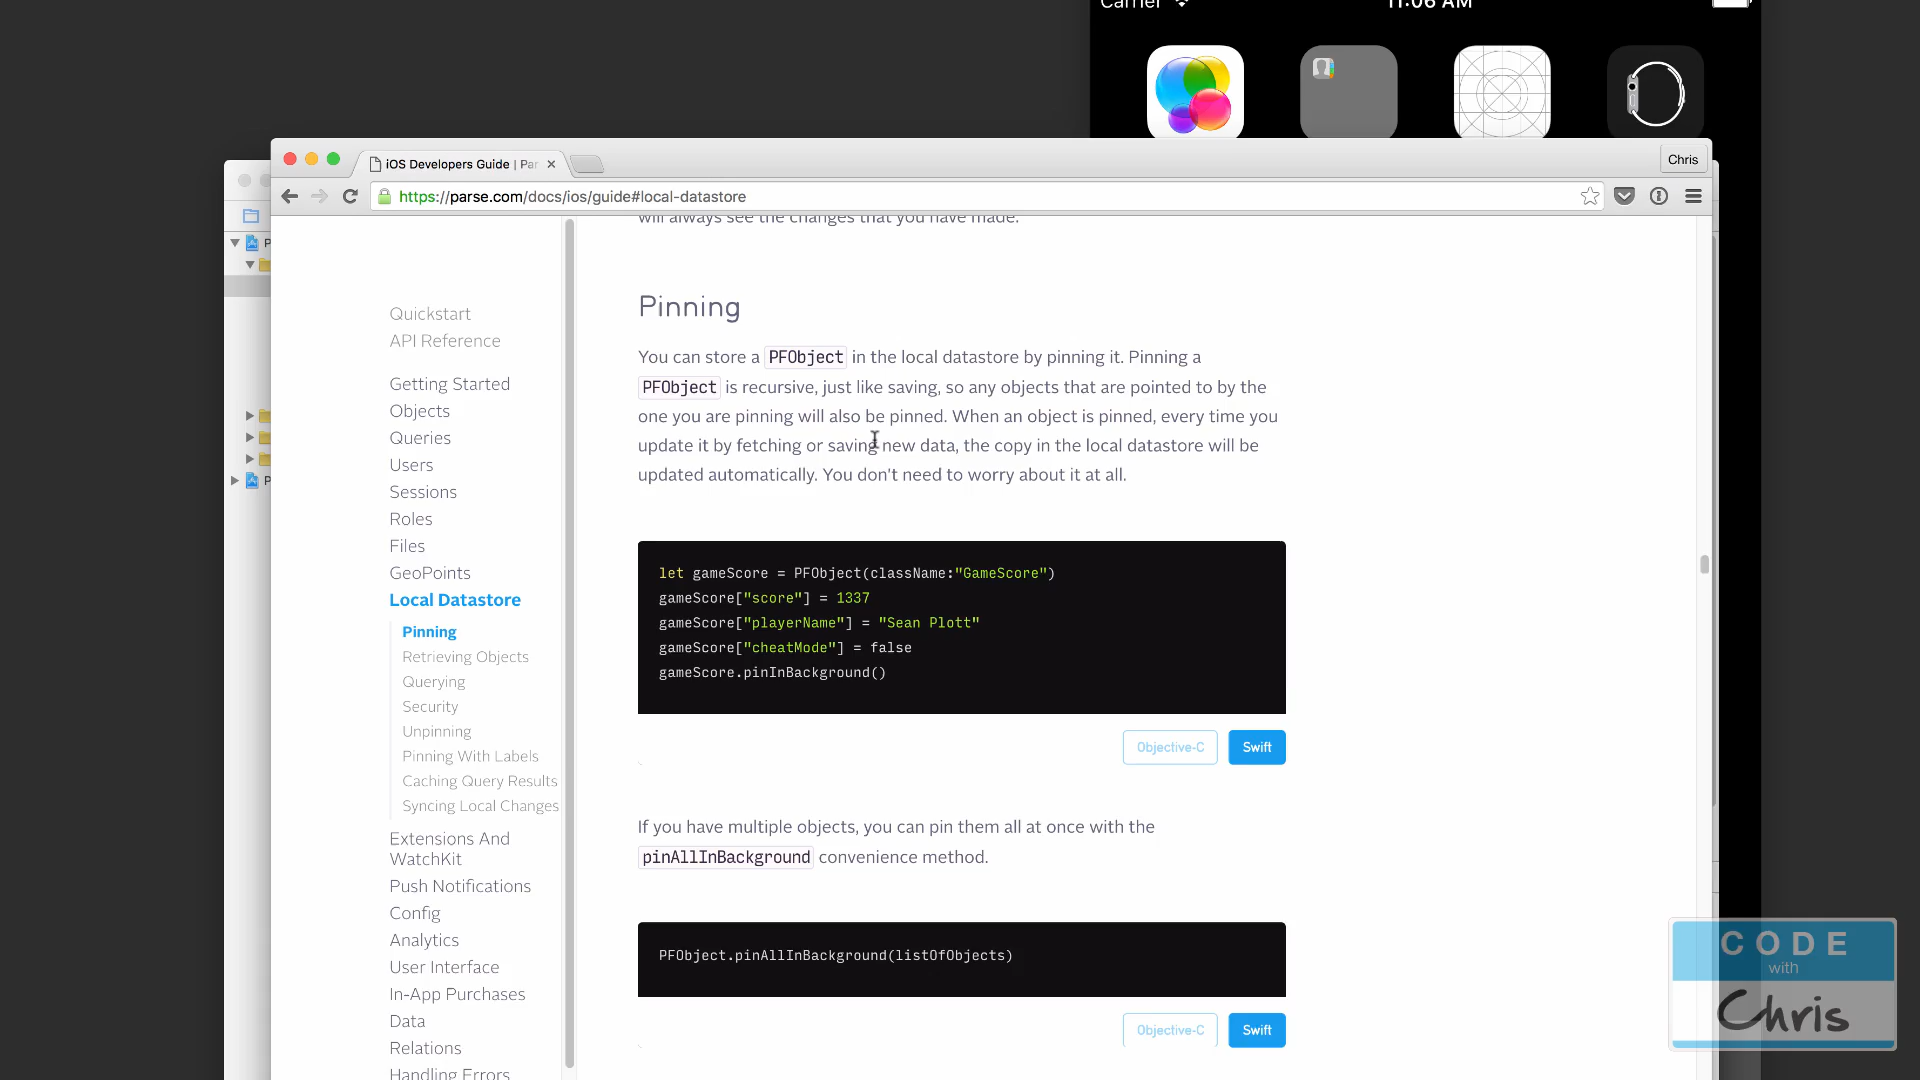 Carrier 11:06 AM
iOS Developers Guide | Par
Chris
https://parse.com/docs/ios/guide#local-datastore
will always see the changes that you have made.
Quickstart
API Reference
Getting Started
Objects
Queries
Users
Sessions
Roles
Files
GeoPoints
Local Datastore
Pinning
Retrieving Objects
Querying
Security
Unpinning
Pinning With Labels
Caching Query Results
Syncing Local Changes
Extensions And
WatchKit
Push Notifications
Config
Analytics
User Interface
In-App Purchases
Data
Relations
Handling Errors
Pinning
You can store a PFObject in the local datastore by pinning it. Pinning a
PFObject is recursive, just like saving, so any objects that are pointed to by the
one you are pinning will also be pinned. When an object is pinned, every time you
update it by fetching or saving new data, the copy in the local datastore will be
updated automatically. You don't need to worry about it at all.
let gameScore = PFObject(className:"GameScore")
gameScore["score"] = 1337
gameScore["playerName"] = "Sean Plott"
gameScore["cheatMode"] = false
gameScore.pinInBackground()
Objective-C Swift
If you have multiple objects, you can pin them all at once with the
pinAllInBackground convenience method.
PFObject.pinAllInBackground(listOfObjects)
Objective-C Swift
P
P
CODE
with
Chris